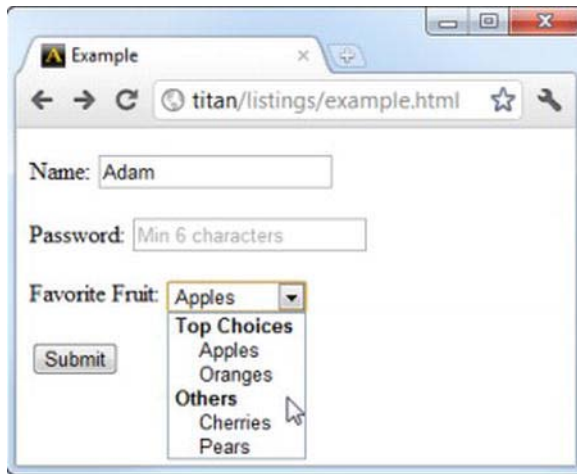 Example
titan/listings/example.html
Name: Adam
Password: Min 6 characters
Favorite Fruit: Apples
Top Choices
Apples
Oranges
Submit
Others
Cherries
Pears